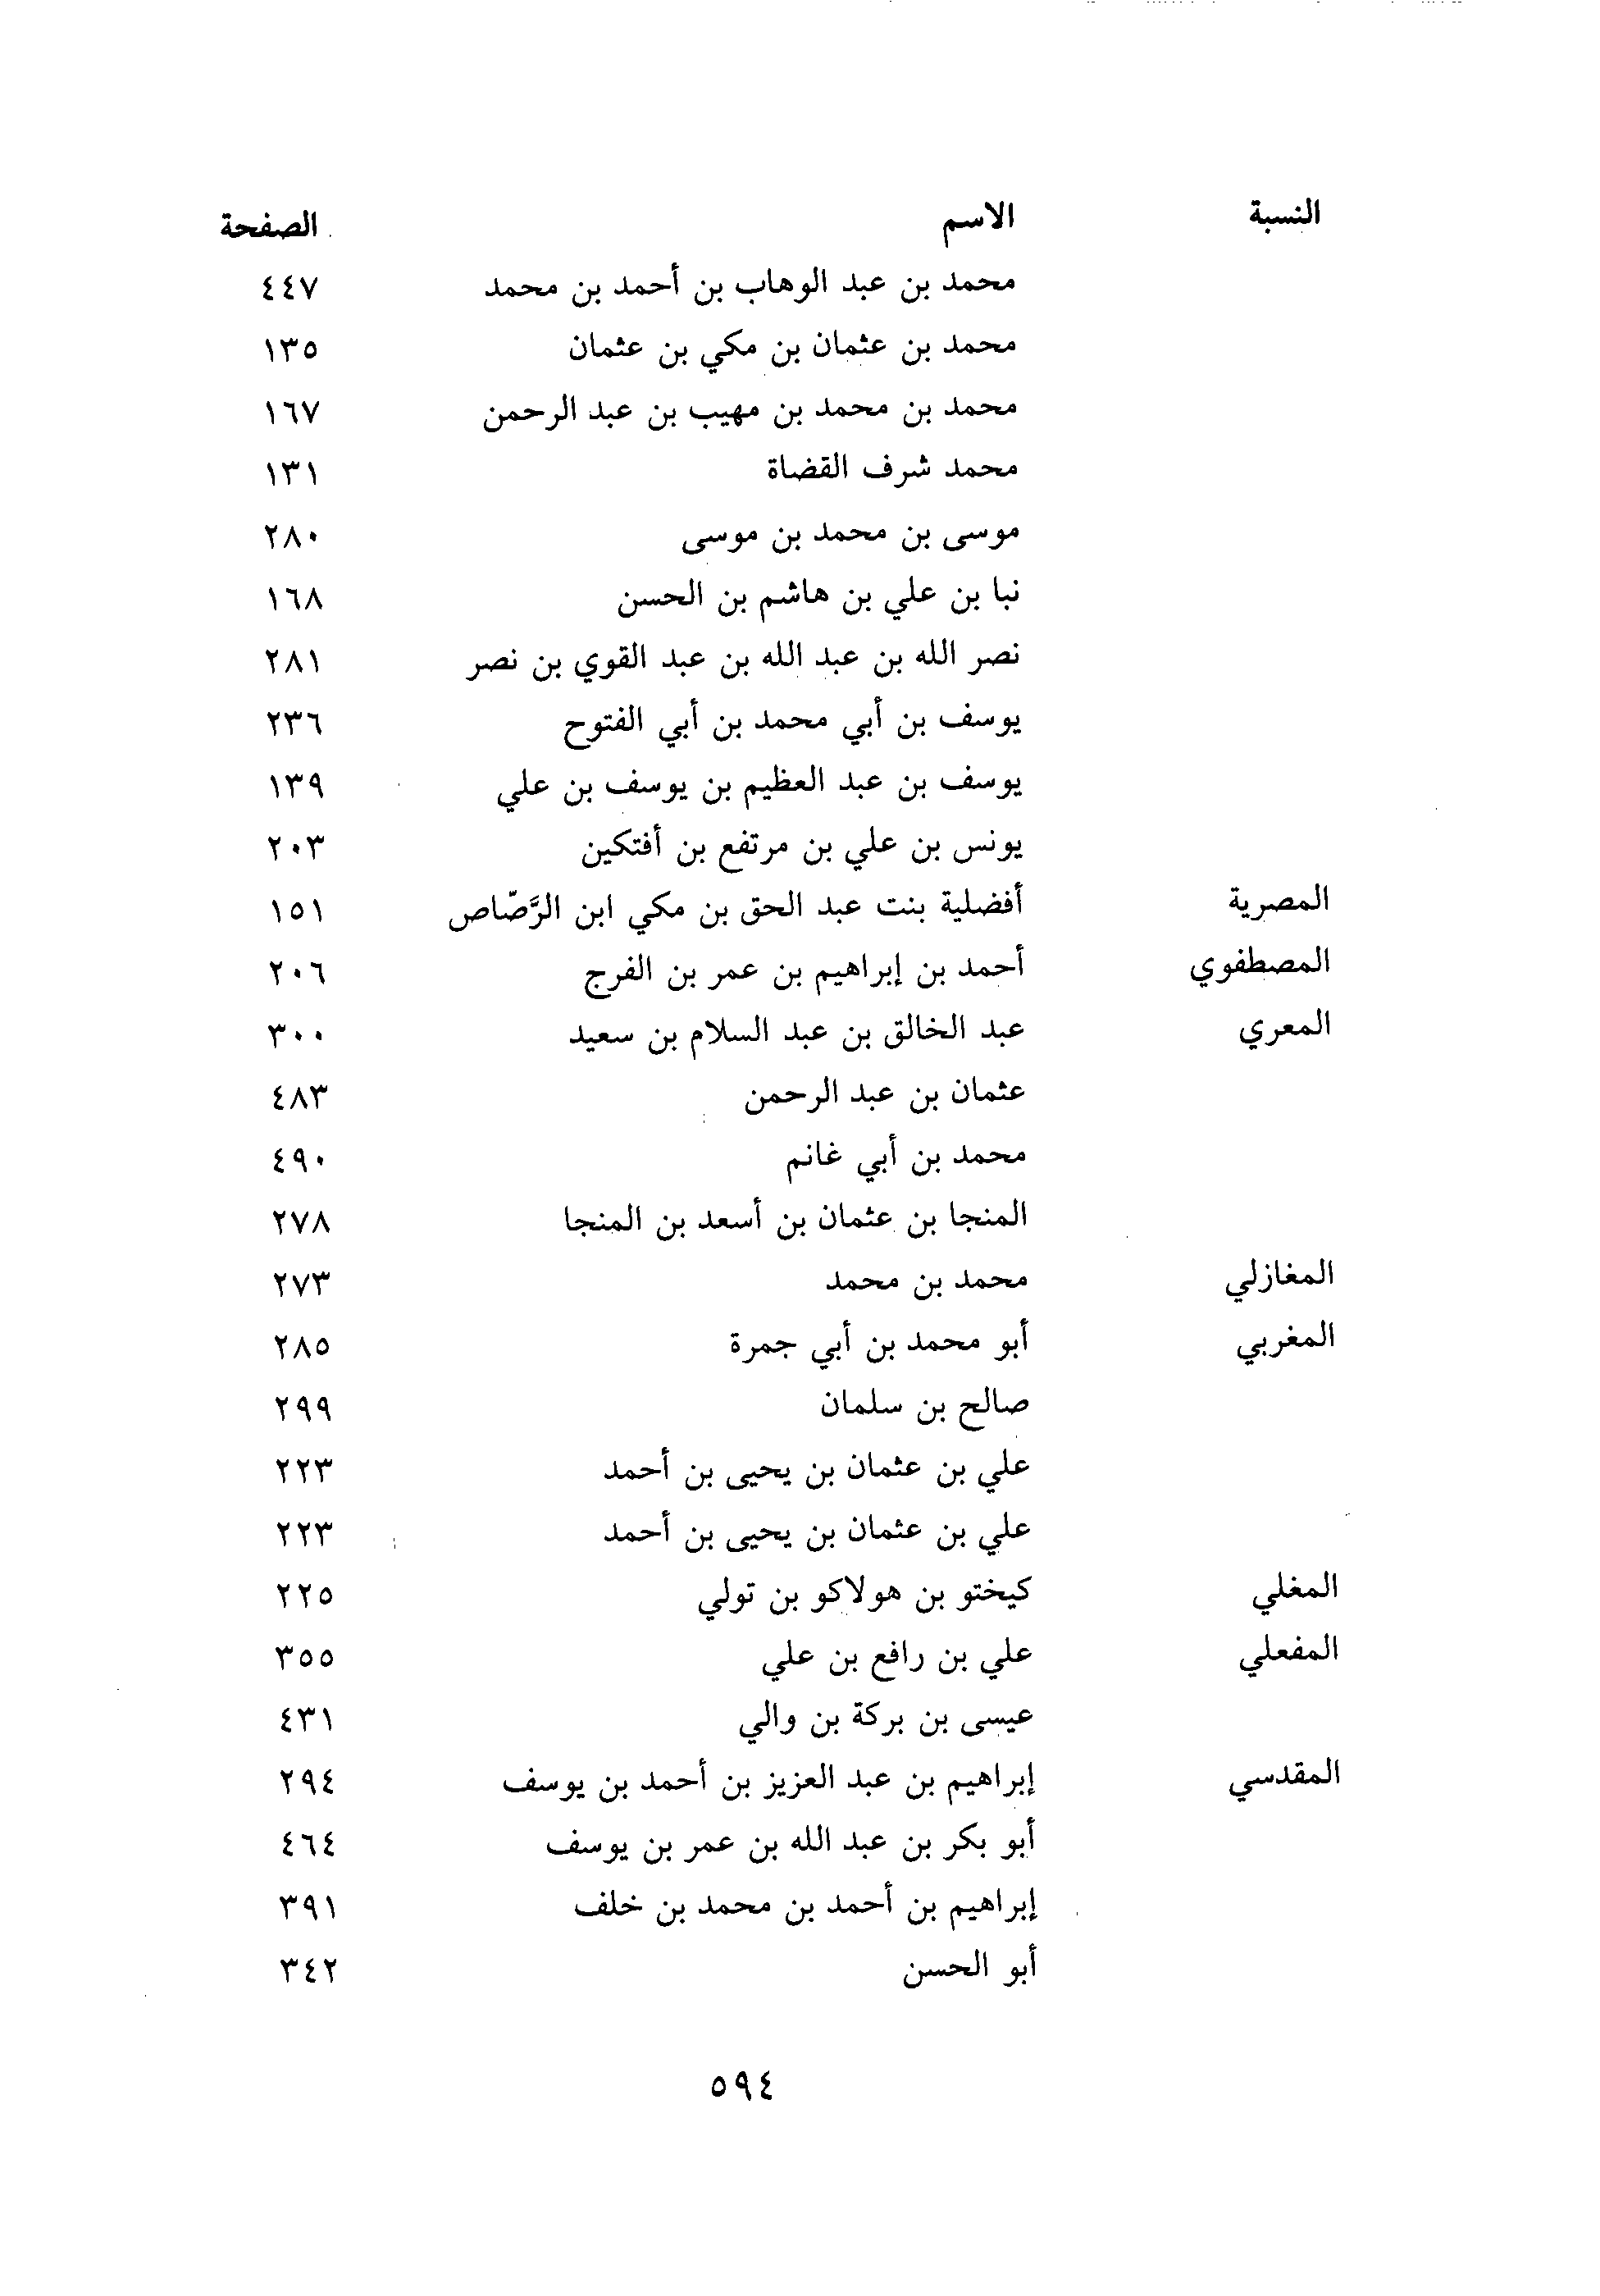 النسبة الاسم الصفحة
محمد بن عبد الوهاب بن أحمد بن محمد ٤٤٧
محمد بن عثمان بن مكي بن عثمان ١٣٥
محمد بن محمد بن مهيب بن عبد الرحمن ١٦٧
محمد شرف القضاة ١٣١
موسى بن محمد بن موسى ٢٨٠
نبا بن علي بن هاشم بن الحسن ١٦٨
نصر الله بن عبد الله بن عبد القوي بن نصر ٢٨١
يوسف بن أبي محمد بن أبي الفتوح ٢٣٦
يوسف بن عبد العظيم بن يوسف بن علي ١٣٩
يونس بن علي بن مرتفع بن أفتكين ٢٠٣
المصرية أفضلية بنت عبد الحق بن مكي ابن الرَّصّاص ١٥١
المصطفوي أحمد بن إبراهيم بن عمر بن الفرج ٢٠٦
المعري عبد الخالق بن عبد السلام بن سعيد ٣٠٠
عثمان بن عبد الرحمن ٤٨٣
محمد بن أبي غانم ٤٩٠
المنجا بن عثمان بن أسعد بن المنجا ٢٧٨
المغازلي محمد بن محمد ٢٧٣
المغربي أبو محمد بن أبي جمرة ٢٨٥
صالح بن سلمان ٢٩٩
علي بن عثمان بن يحيى بن أحمد ٢٢٣
علي بن عثمان بن يحيى بن أحمد ٢٢٣
المغلي كيختو بن هولاكو بن تولي ٢٢٥
المفعلي علي بن رافع بن علي ٣٥٥
عيسى بن بركة بن والي ٤٣١
المقدسي إبراهيم بن عبد العزيز بن أحمد بن يوسف ٢٩٤
أبو بكر بن عبد الله بن عمر بن يوسف ٤٦٤
إبراهيم بن أحمد بن محمد بن خلف ٣٩١
أبو الحسن ٣٤٢
٥٩٤